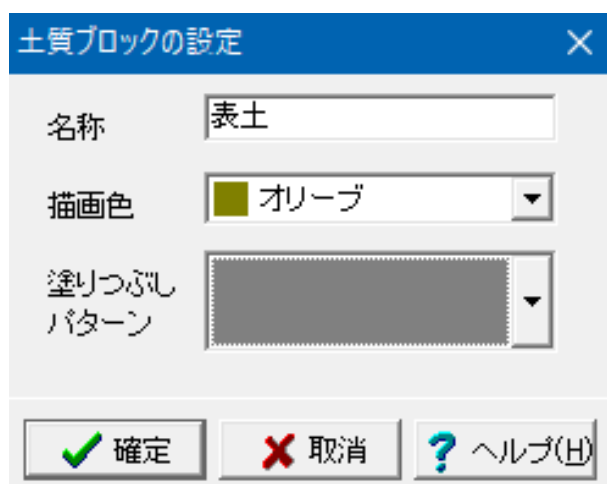 土質ブロックの設定
名称
表土
描画色
オリーブ
塗りつぶし
パターン
確定
取消
ヘルプ(H)